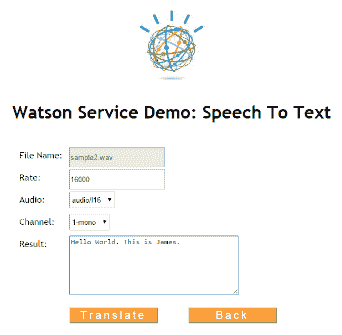 Watson Service Demo: Speech To Text
File Name: sample2.wav
Rate: 16000
Audio: audio/l16
Channel: 1-mono
Result: Hello World. This is James.
Translate Back